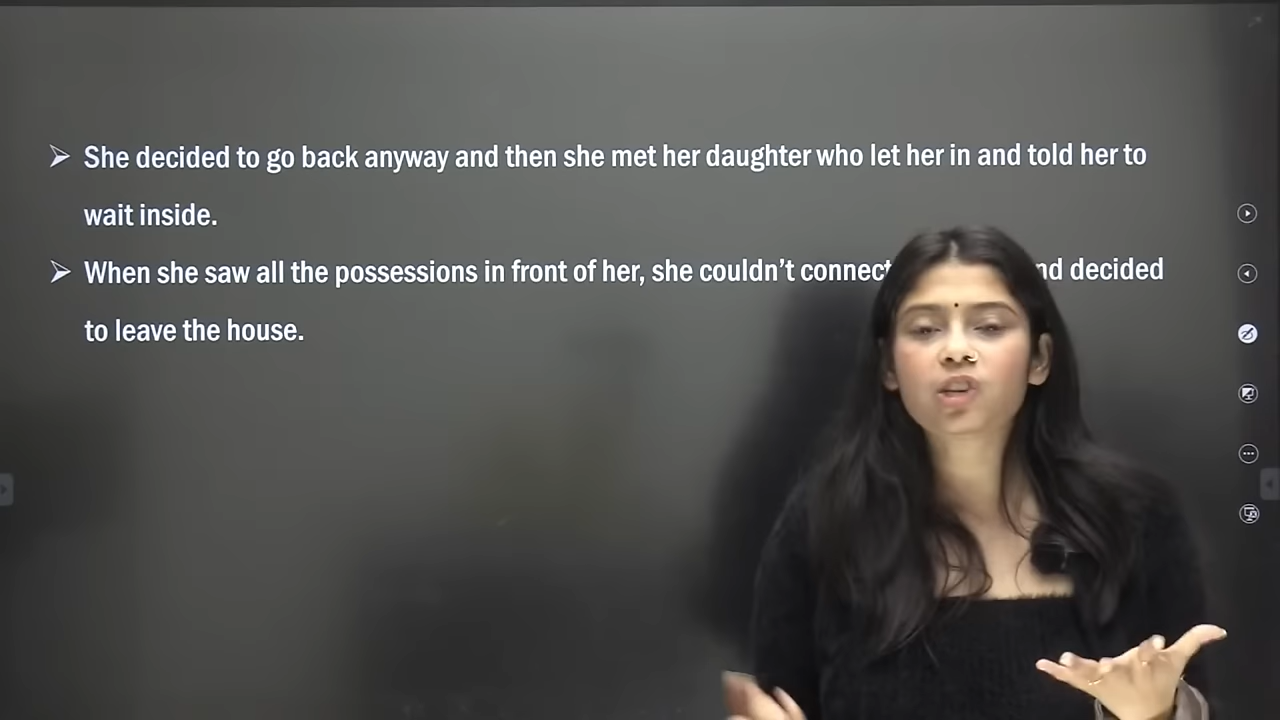 She decided to go back anyway and then she met her daughter who let her in and told her to
wait inside.
When she saw all the possessions in front of her, she couldn't connect nd decided
to leave the house.